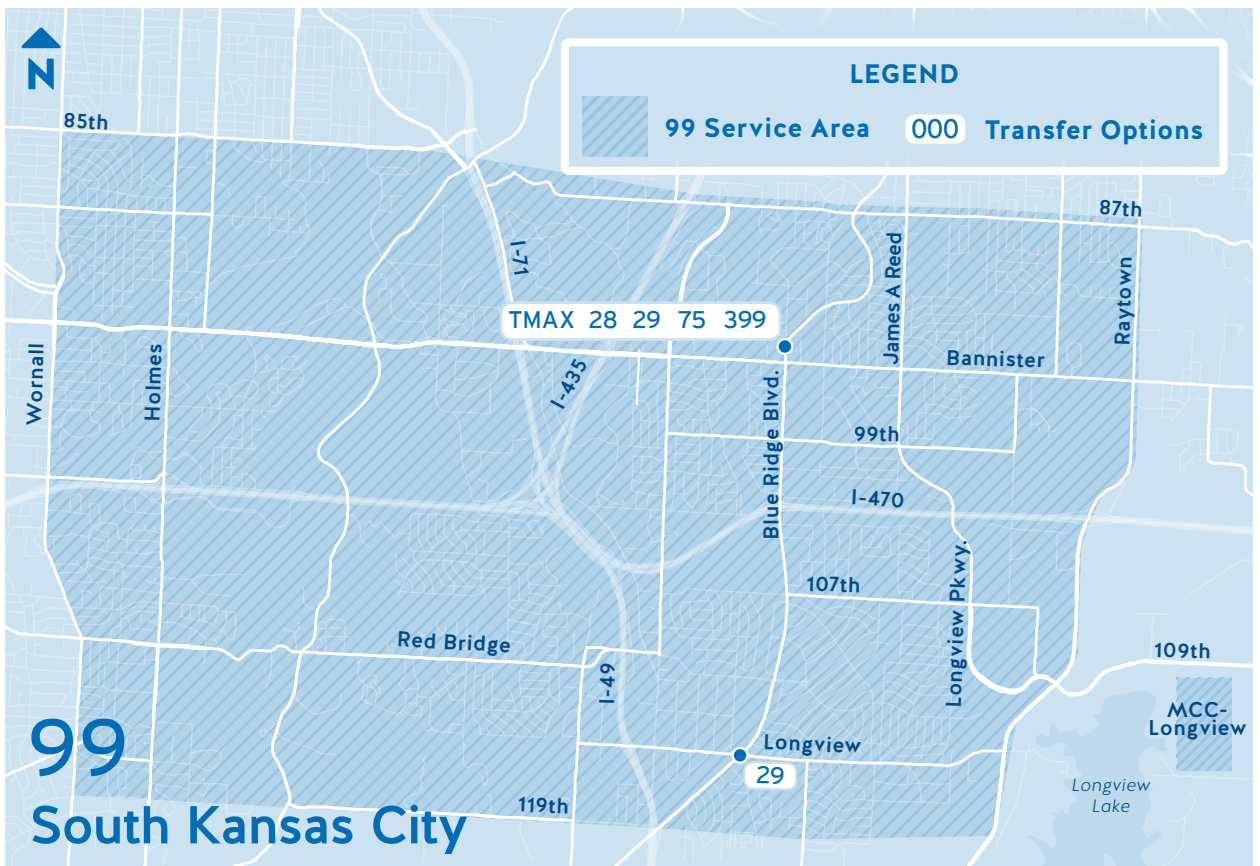 N
LEGEND
99 Service Area
000
Transfer Options
85th
87th
I-71
James A Reed
Raytown
TMAX 28 29 75 399
Wornall
Holmes
I-435
Bannister
Blue Ridge Blvd.
99th
I-470
Longview Pkwy.
107th
Red Bridge
I-49
109th
MCC-
Longview
Longview
29
Longview
Lake
119th
99
South Kansas City